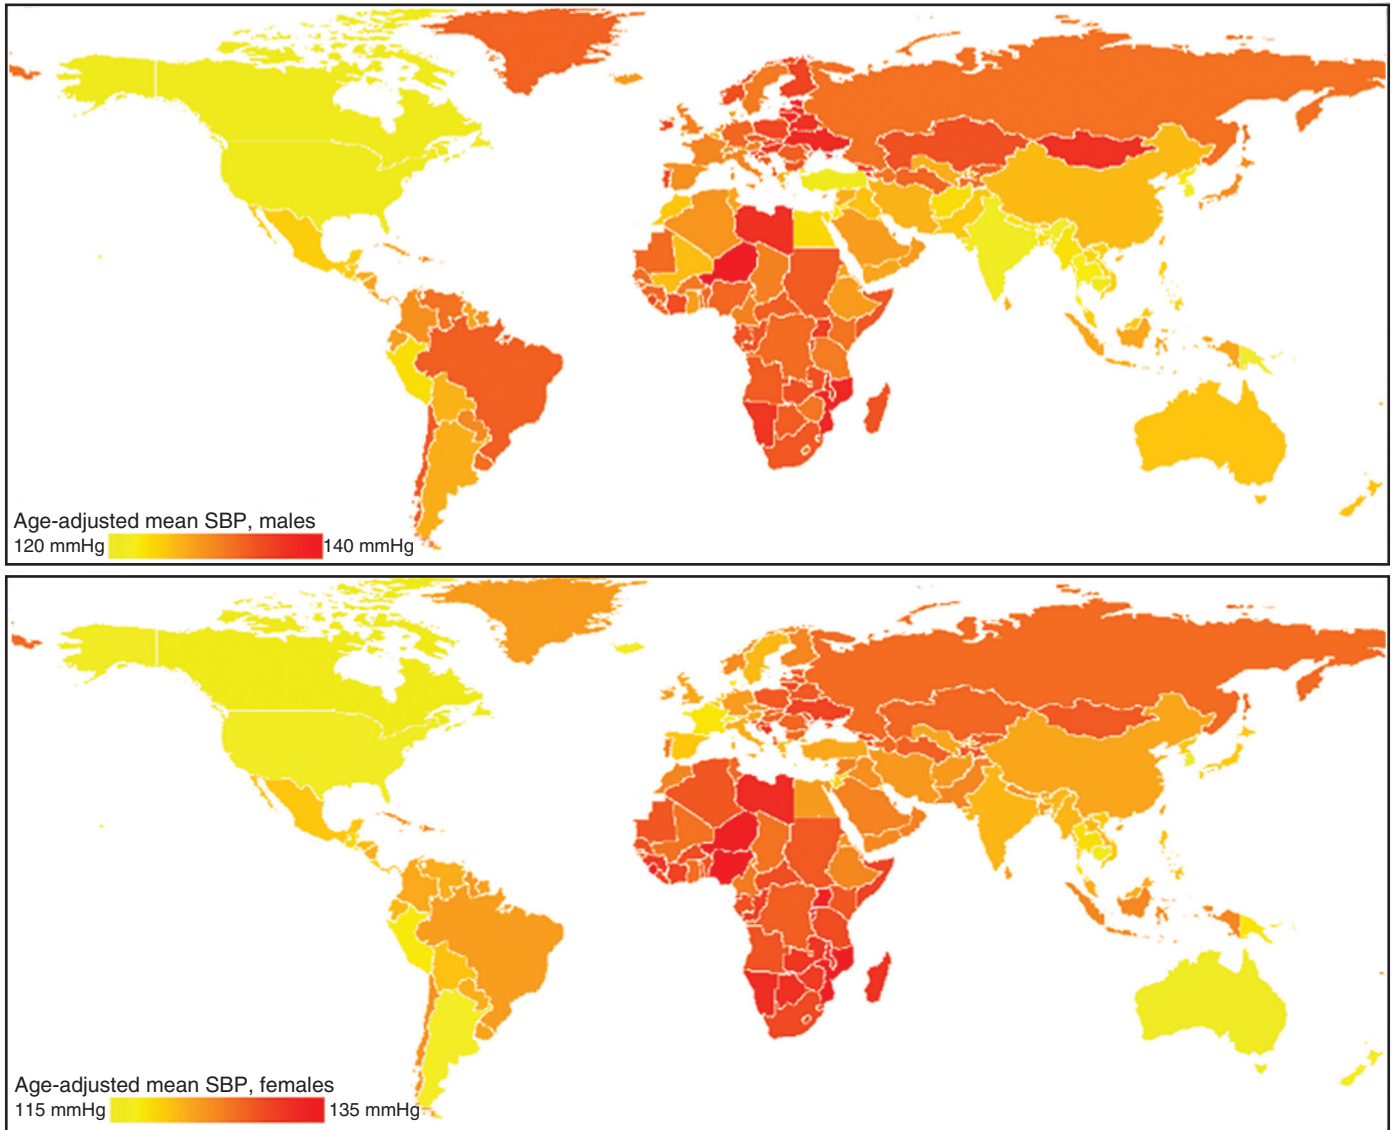 Age-adjusted mean SBP, males
120 mmHg 140 mmHg
Age-adjusted mean SBP, females
115 mmHg 135 mmHg